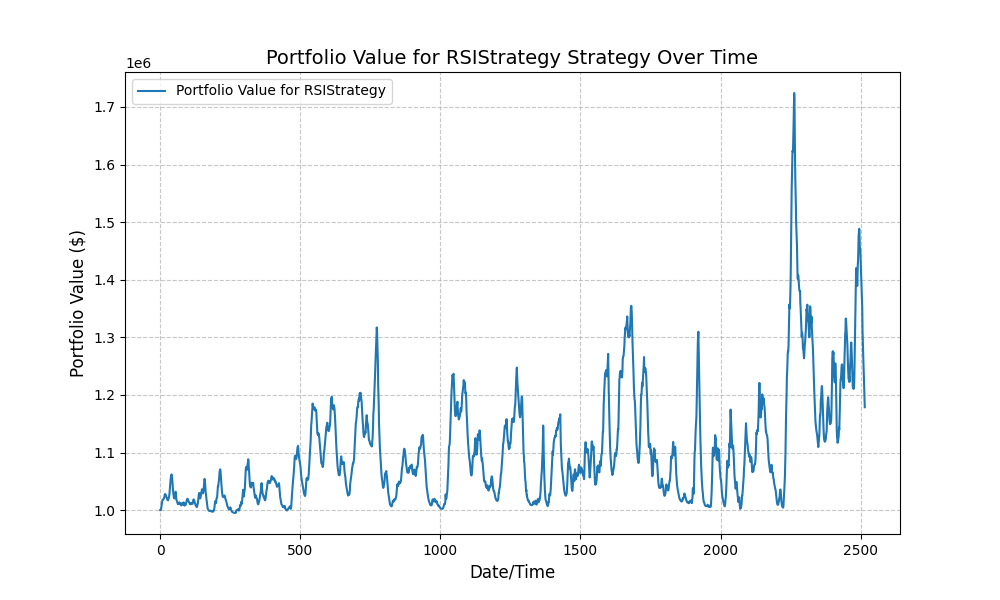 Portfolio Value for RSIStrategy Strategy Over Time
1e6
Portfolio Value for RSIStrategy
1.7
1.6
1.5
1.4
1.3
1.2
1.1
1.0
Portfolio Value ($)
0 500 1000 1500 2000 2500
Date/Time